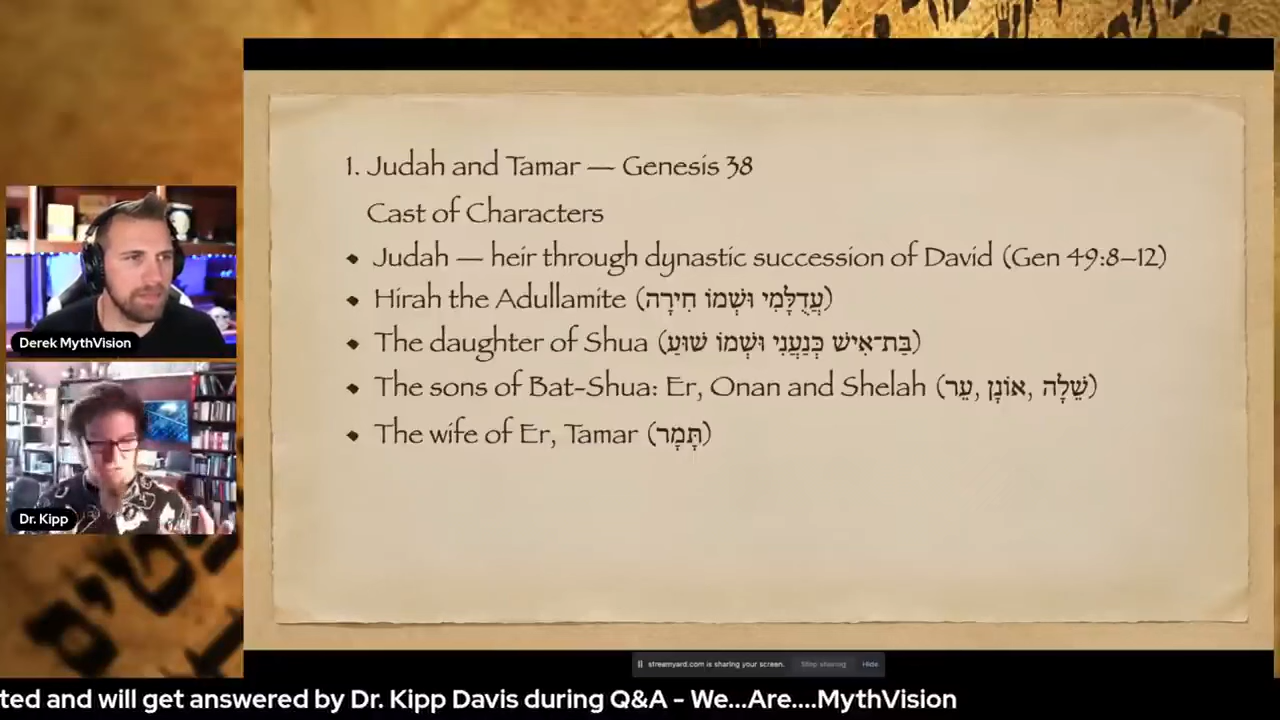 1. Judah and Tamar — Genesis 38
Cast of Characters
• Judah — heir through dynastic succession of David (Gen 49:8–12)
• Hirah the Adullamite (עֲדֻלָּמִי וּשְׁמוֹ חִירָה)
• The daughter of Shua (בַּת־אִישׁ כְּנַעֲנִי וּשְׁמוֹ שׁוּעַ)
• The sons of Bat-Shua: Er, Onan and Shelah (עֵר, אוֹנָן, שֵׁלָה)
• The wife of Er, Tamar (תָּמָר)
Derek MythVision
Dr. Kipp
streamyard.com is sharing your screen. Stop sharing Hide
ted and will get answered by Dr. Kipp Davis during Q&A - We...Are....MythVision